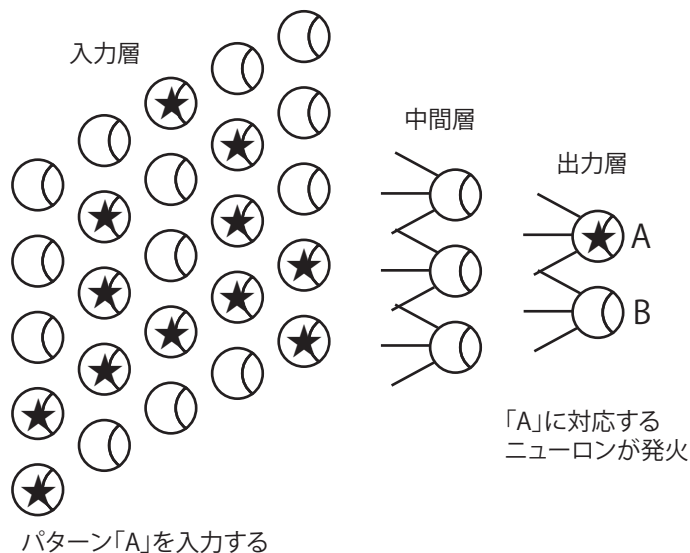 入力層
中間層
出力層
A
B
「A」に対応する
ニューロンが発火
パターン「A」を入力する